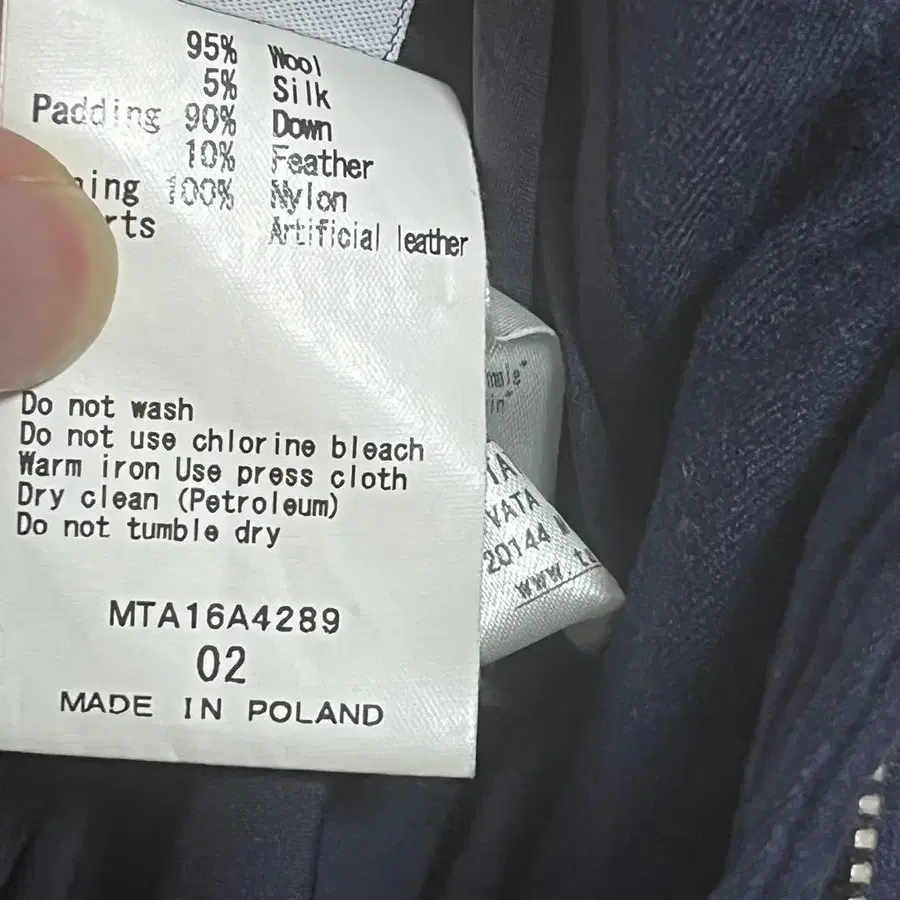 95% Wool
5% Silk
Padding 90% Down
10% Feather
ing 100% Nylon
rts Artificial leather
Do not wash
Do not use chlorine bleach
Warm iron Use press cloth
Dry clean (Petroleum)
Do not tumble dry
MTA16A4289
02
MADE IN POLAND
VATA
20144
www.